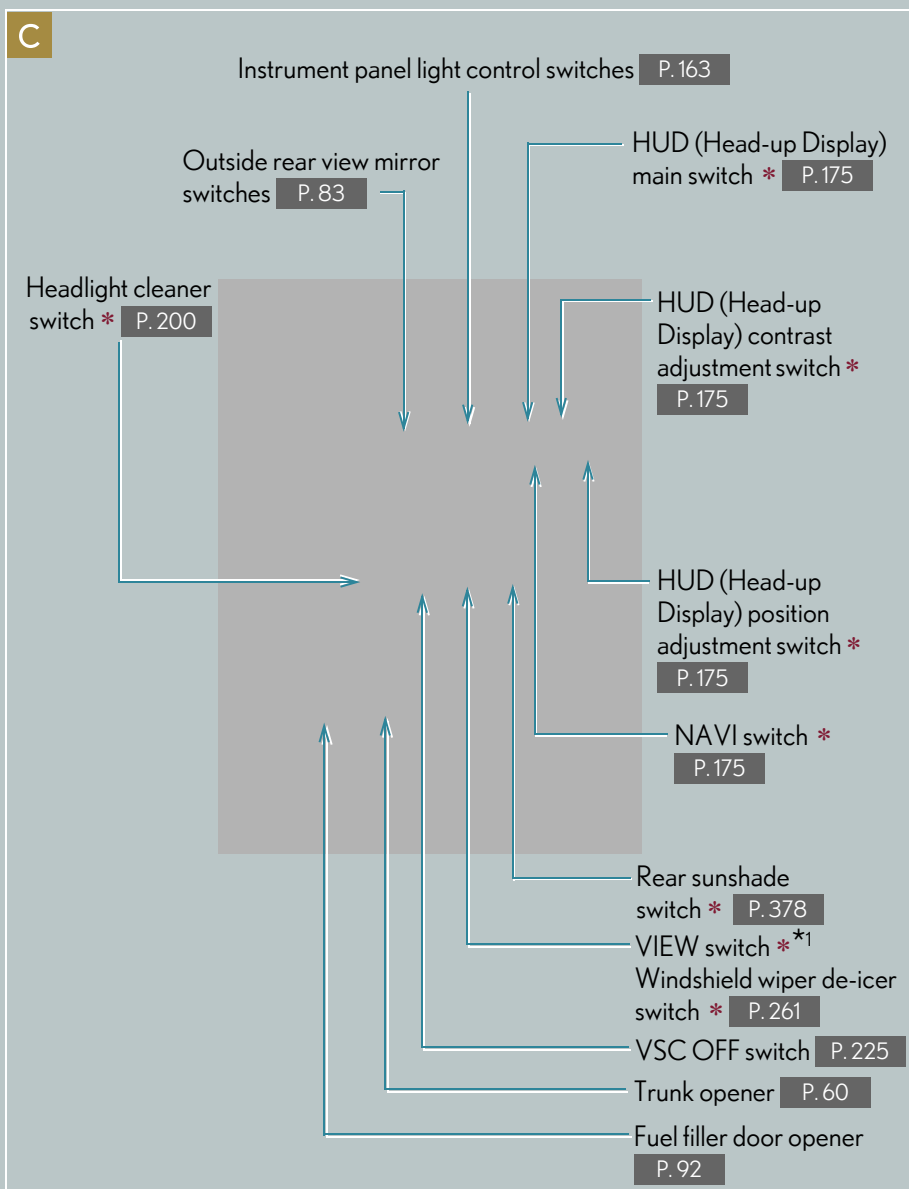 C
Instrument panel light control switches P. 163
Outside rear view mirror
switches P. 83
HUD (Head-up Display)
main switch * P. 175
Headlight cleaner
switch * P. 200
HUD (Head-up
Display) contrast
adjustment switch *
P. 175
HUD (Head-up
Display) position
adjustment switch *
P. 175
NAVI switch *
P. 175
Rear sunshade
switch * P. 378
VIEW switch *★1
Windshield wiper de-icer
switch * P. 261
VSC OFF switch P. 225
Trunk opener P. 60
Fuel filler door opener
P. 92